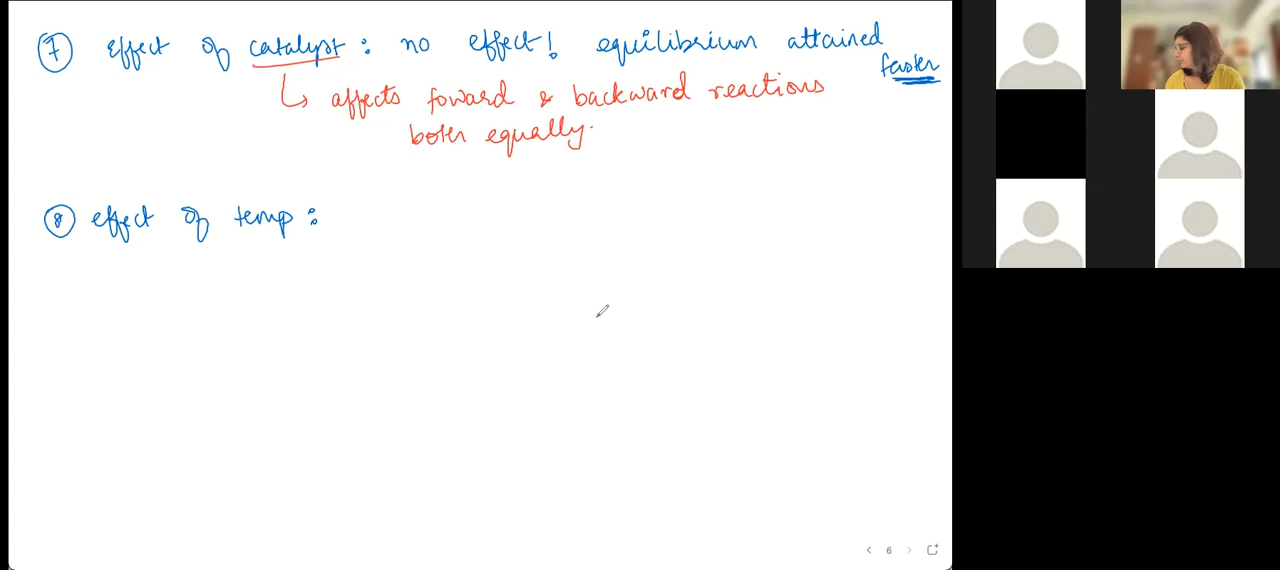 ⑦ effect of catalyst : no effect! equilibrium attained
faster
↳ affects foward & backward reactions
both equally.
⑧ effect of temp :
< 6 >